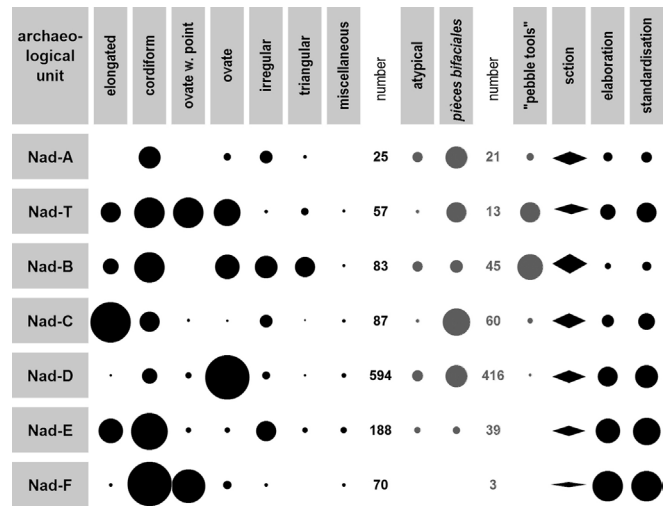 archaeo-
logical
unit
elongated
cordiform
ovate w. point
ovate
irregular
triangular
miscellaneous
number
atypical
pièces bifaciales
number
"pebble tools"
sction
elaboration
standardisation
Nad-A 25 21
Nad-T 57 13
Nad-B 83 45
Nad-C 87 60
Nad-D 594 416
Nad-E 188 39
Nad-F 70 3